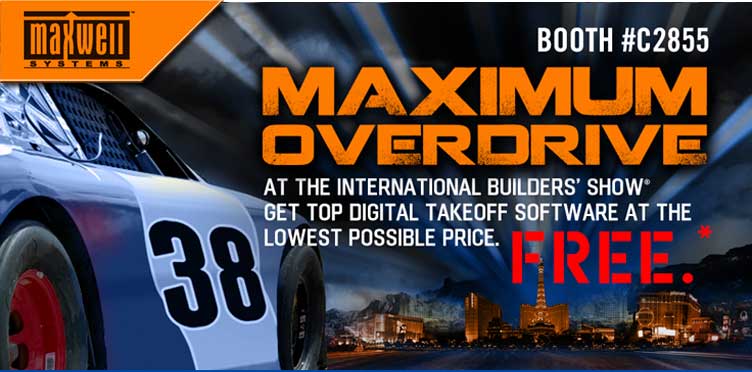 maxwell
SYSTEMS
BOOTH #C2855
MAXIMUM
OVERDRIVE
AT THE INTERNATIONAL BUILDERS' SHOW®
GET TOP DIGITAL TAKEOFF SOFTWARE AT THE
LOWEST POSSIBLE PRICE. FREE.*
38